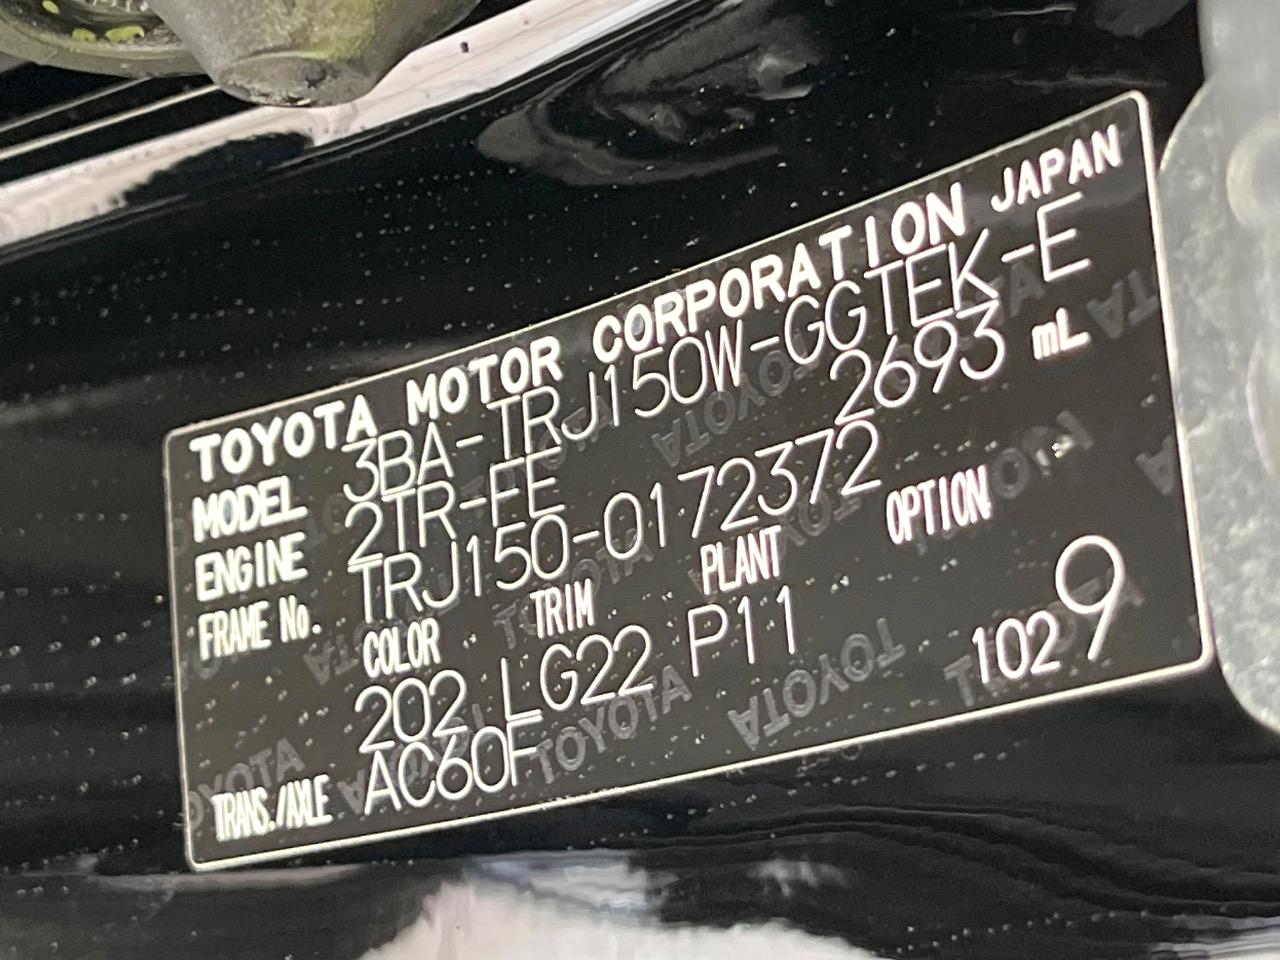 TOYOTA MOTOR CORPORATION JAPAN
MODEL 3BA-TRJ150W-GGTEK-E
ENGINE 2TR-FE 2693 mL
FRAME No. TRJ150-0172372
COLOR TRIM PLANT OPTION
202 LG22 P11
TRANS./AXLE AC60F 1029